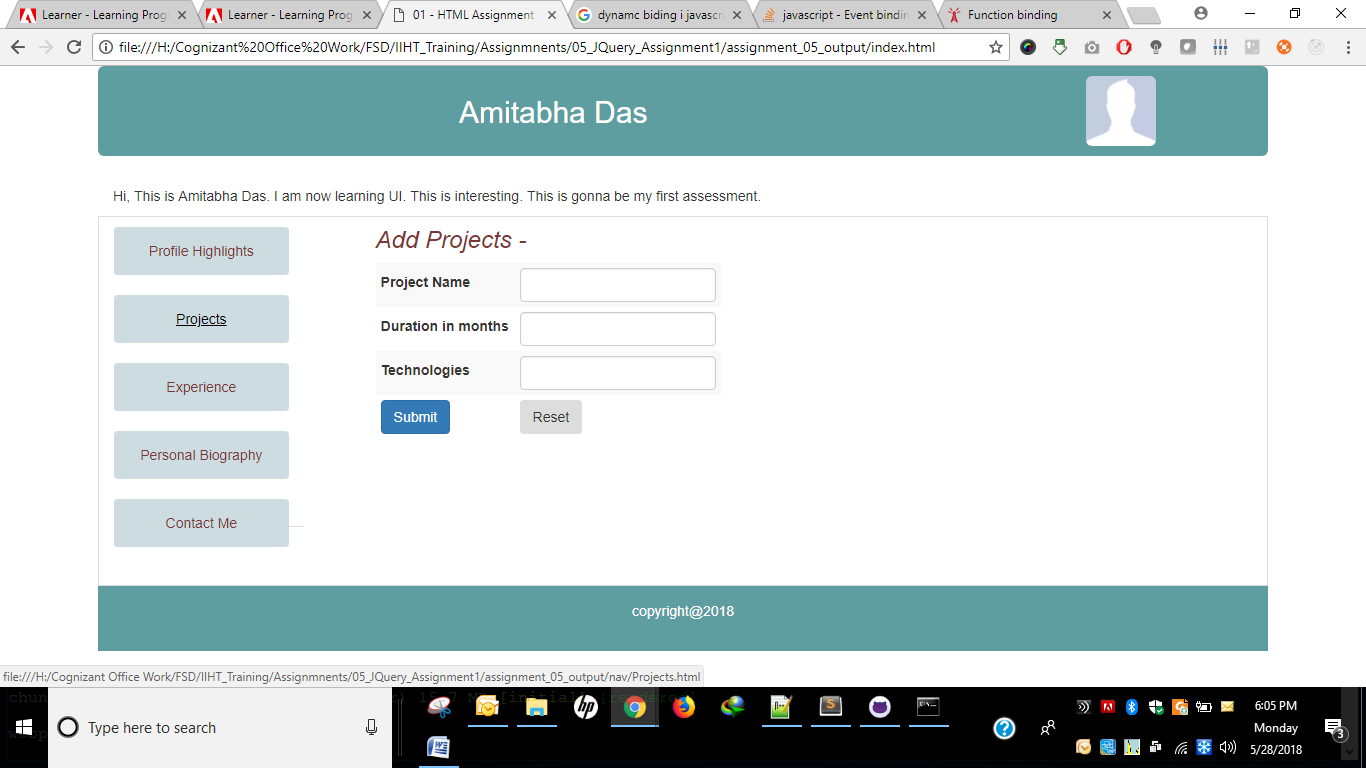 Learner - Learning Prog
Learner - Learning Prog
01 - HTML Assignment
dynamc biding i javascr
javascript - Event bindin
Function binding
file:///H:/Cognizant%20Office%20Work/FSD/IIHT_Training/Assignmnents/05_JQuery_Assignment1/assignment_05_output/index.html
Amitabha Das
Hi, This is Amitabha Das. I am now learning UI. This is interesting. This is gonna be my first assessment.
Profile Highlights
Projects
Experience
Personal Biography
Contact Me
Add Projects -
Project Name
Duration in months
Technologies
Submit
Reset
copyright@2018
file:///H:/Cognizant Office Work/FSD/IIHT_Training/Assignmnents/05_JQuery_Assignment1/assignment_05_output/nav/Projects.html
Type here to search
6:05 PM
Monday
5/28/2018
3